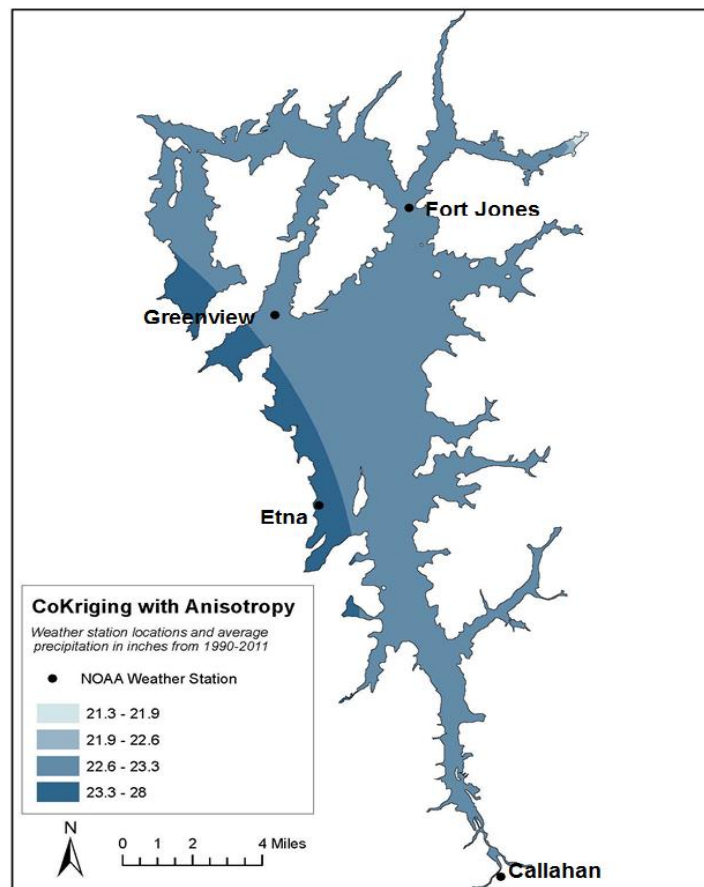 Fort Jones
Greenview
Etna
CoKriging with Anisotropy
Weather station locations and average
precipitation in inches from 1990-2011
NOAA Weather Station
21.3 - 21.9
21.9 - 22.6
22.6 - 23.3
23.3 - 28
N
0 1 2 4 Miles
Callahan